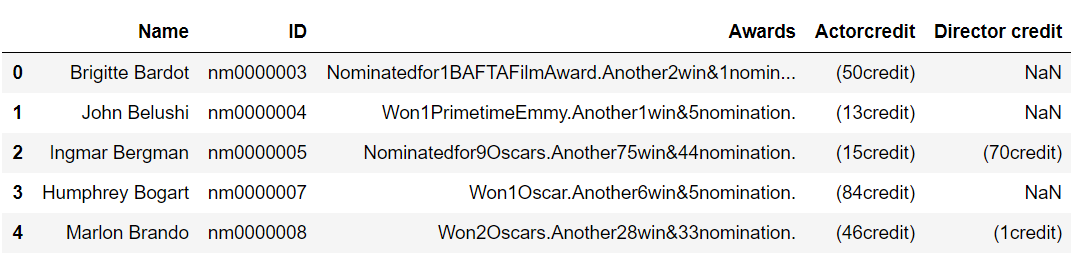 Name ID Awards Actorcredit Director credit
0 Brigitte Bardot nm0000003 Nominatedfor1BAFTAFilmAward.Another2win&1nomin... (50credit) NaN
1 John Belushi nm0000004 Won1PrimetimeEmmy.Another1win&5nomination. (13credit) NaN
2 Ingmar Bergman nm0000005 Nominatedfor9Oscars.Another75win&44nomination. (15credit) (70credit)
3 Humphrey Bogart nm0000007 Won1Oscar.Another6win&5nomination. (84credit) NaN
4 Marlon Brando nm0000008 Won2Oscars.Another28win&33nomination. (46credit) (1credit)